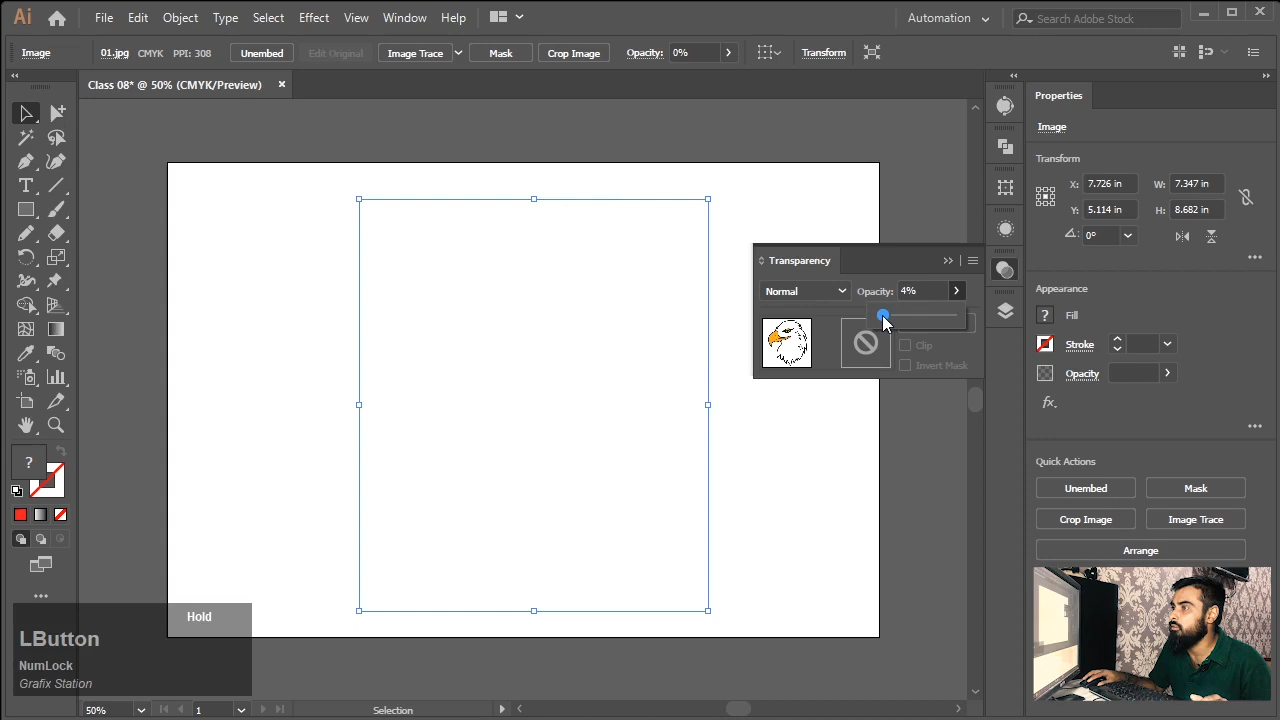 Ai File Edit Object Type Select Effect View Window Help Automation Search Adobe Stock
Image 01.jpg CMYK PPI: 308 Unembed Edit Original Image Trace Mask Crop Image Opacity: 0% Transform
Class 08* @ 50% (CMYK/Preview)
Properties
Image
Transform
X: 7.726 in W: 7.347 in
Y: 5.114 in H: 8.682 in
0°
Transparency
Normal Opacity: 4%
Clip
Invert Mask
Appearance
? Fill
Stroke
Opacity
fx.
Quick Actions
Unembed Mask
Crop Image Image Trace
Arrange
?
Hold
LButton
NumLock
Grafix Station
50% 1 Selection